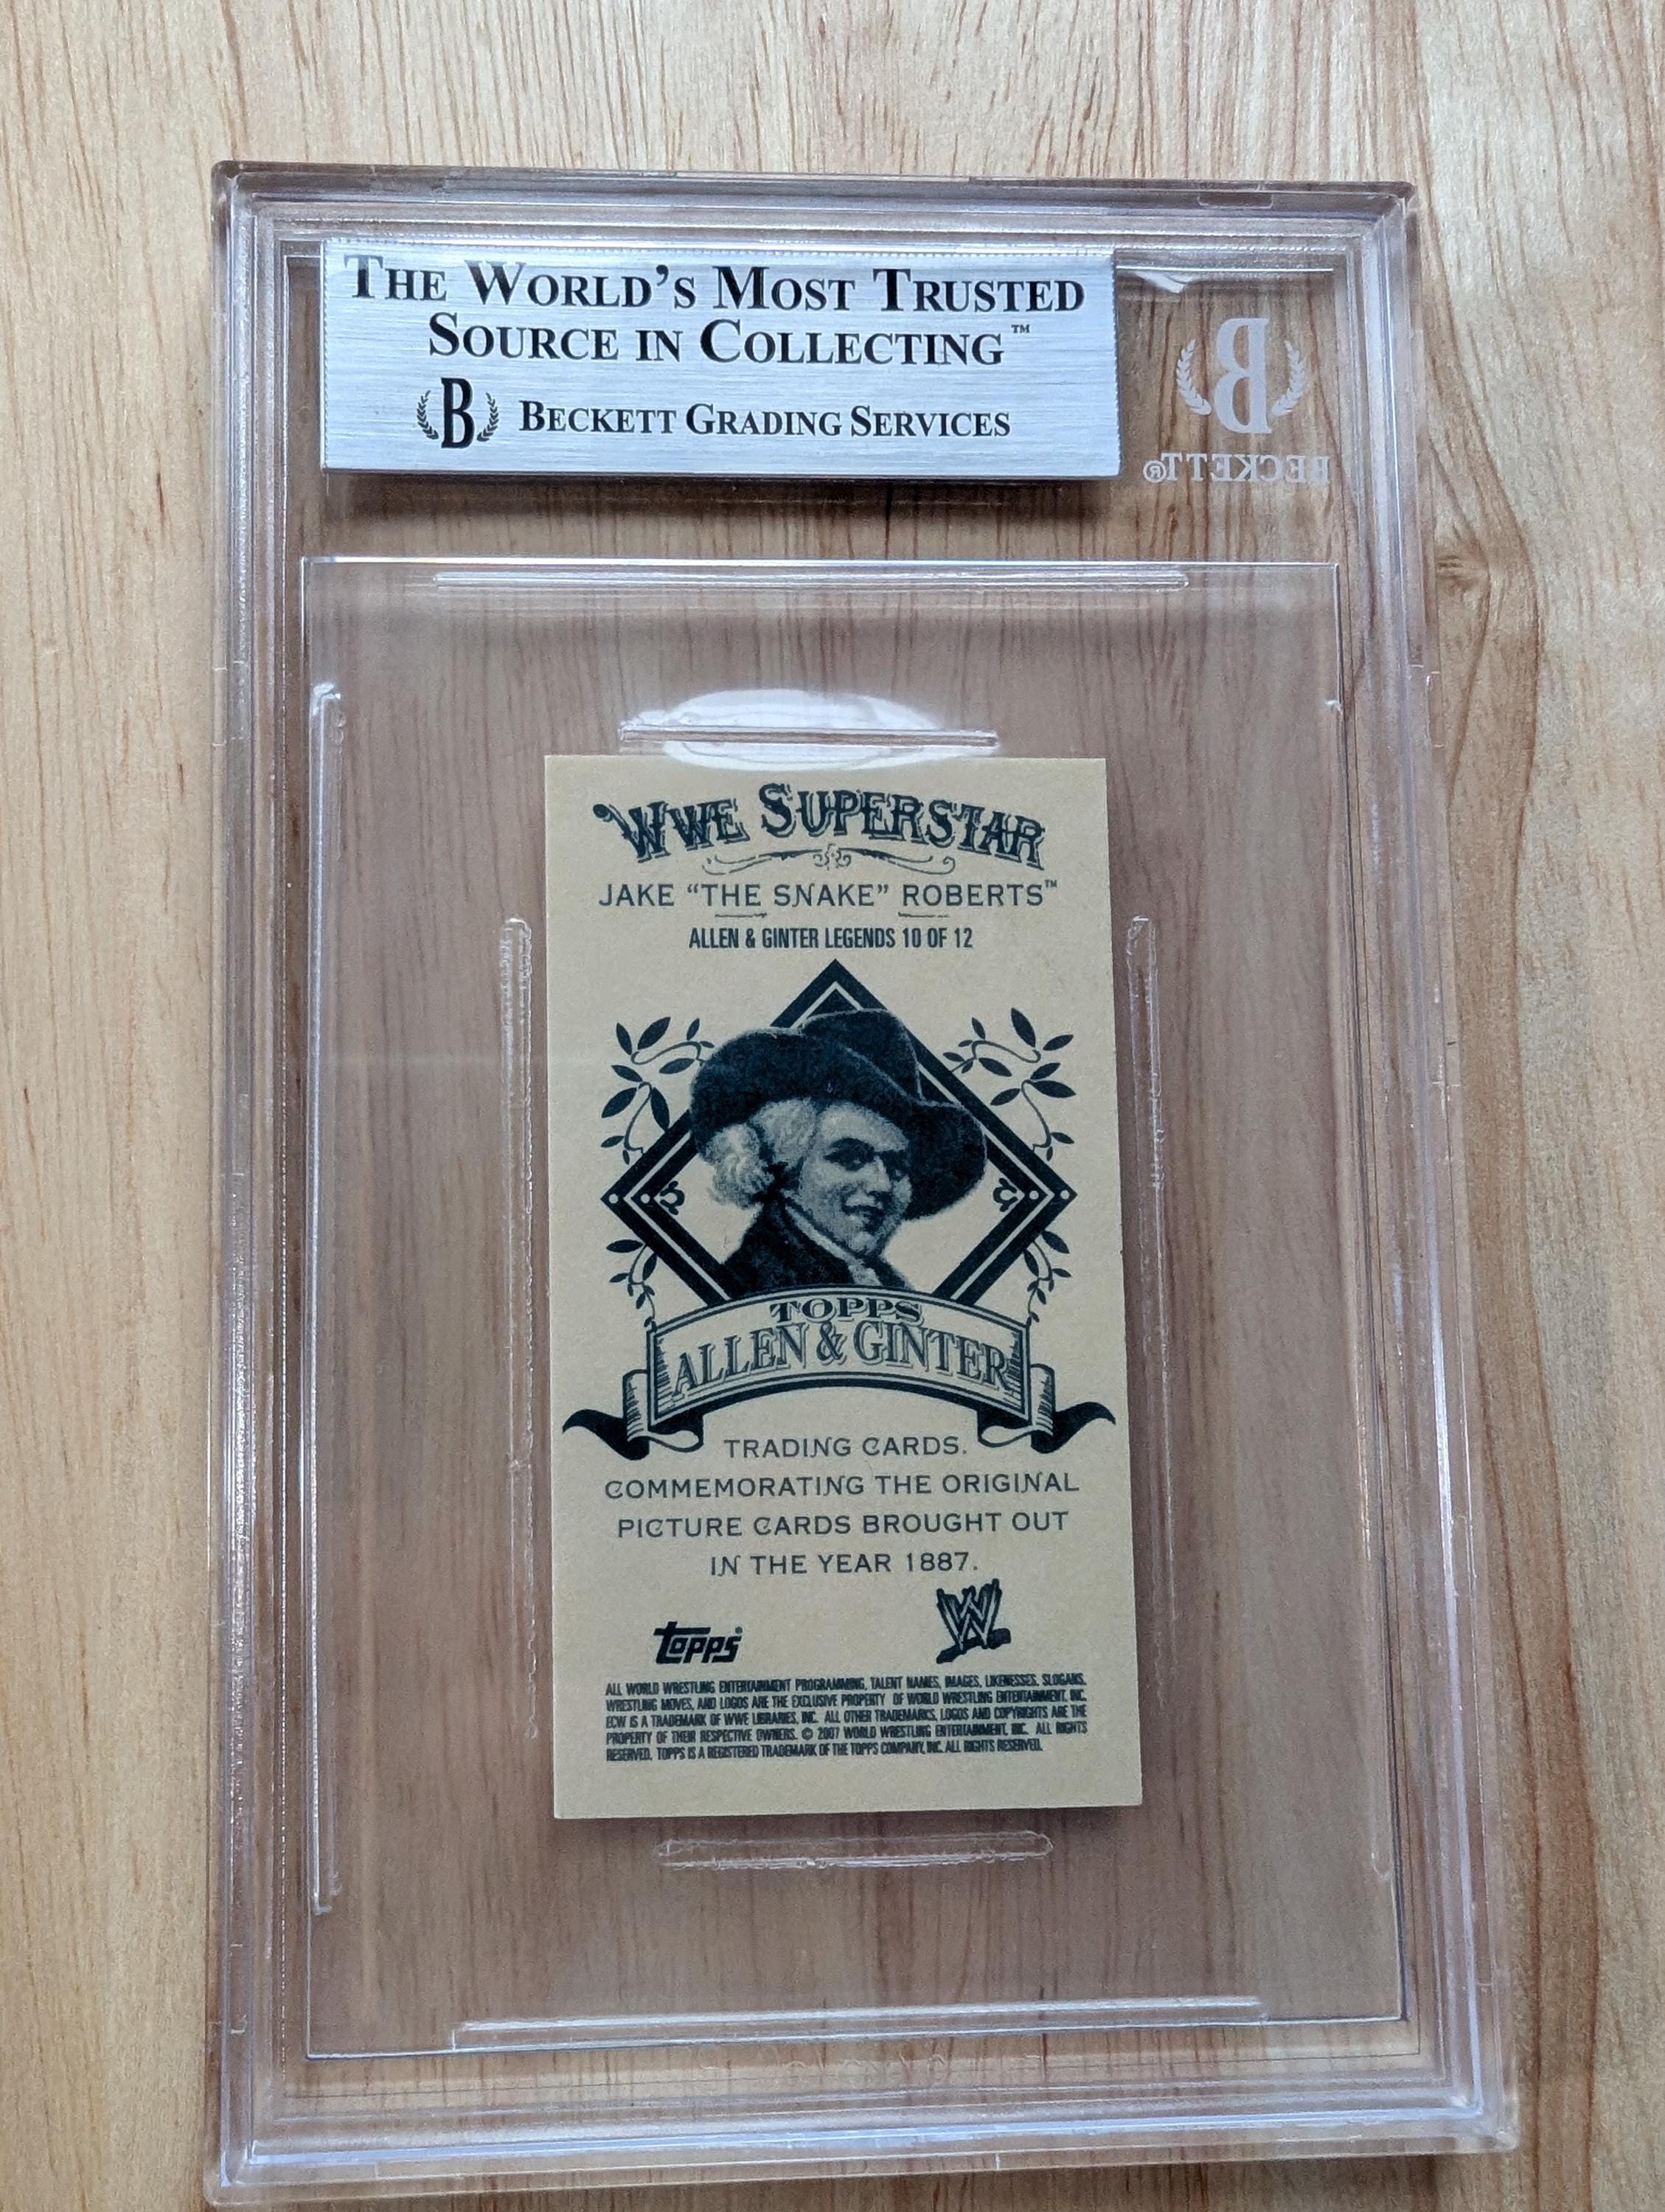 THE WORLD'S MOST TRUSTED
SOURCE IN COLLECTING™
B BECKETT GRADING SERVICES
B
BECKETT®
WWE SUPERSTAR
JAKE “THE SNAKE” ROBERTS™
ALLEN & GINTER LEGENDS 10 OF 12
TOPPS
ALLEN & GINTER
TRADING CARDS.
COMMEMORATING THE ORIGINAL
PICTURE CARDS BROUGHT OUT
IN THE YEAR 1887.
topps
W
ALL WORLD WRESTLING ENTERTAINMENT PROGRAMMING, TALENT NAMES, IMAGES, LIKENESSES, SLOGANS,
WRESTLING MOVES, AND LOGOS ARE THE EXCLUSIVE PROPERTY OF WORLD WRESTLING ENTERTAINMENT, INC.
ECW IS A TRADEMARK OF WWE LIBRARIES, INC. ALL OTHER TRADEMARKS, LOGOS AND COPYRIGHTS ARE THE
PROPERTY OF THEIR RESPECTIVE OWNERS. © 2007 WORLD WRESTLING ENTERTAINMENT, INC. ALL RIGHTS
RESERVED. TOPPS IS A REGISTERED TRADEMARK OF THE TOPPS COMPANY, INC. ALL RIGHTS RESERVED.